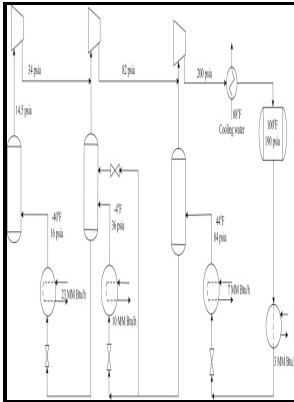 34 psia
82 psia
200 psia
14.5 psia
88°F
Cooling water
100°F
190 psia
-40°F
16 psia
-4°F
36 psia
44°F
84 psia
23 MM Btu/h
10 MM Btu/h
7 MM Btu/h
3 MM Btu/h